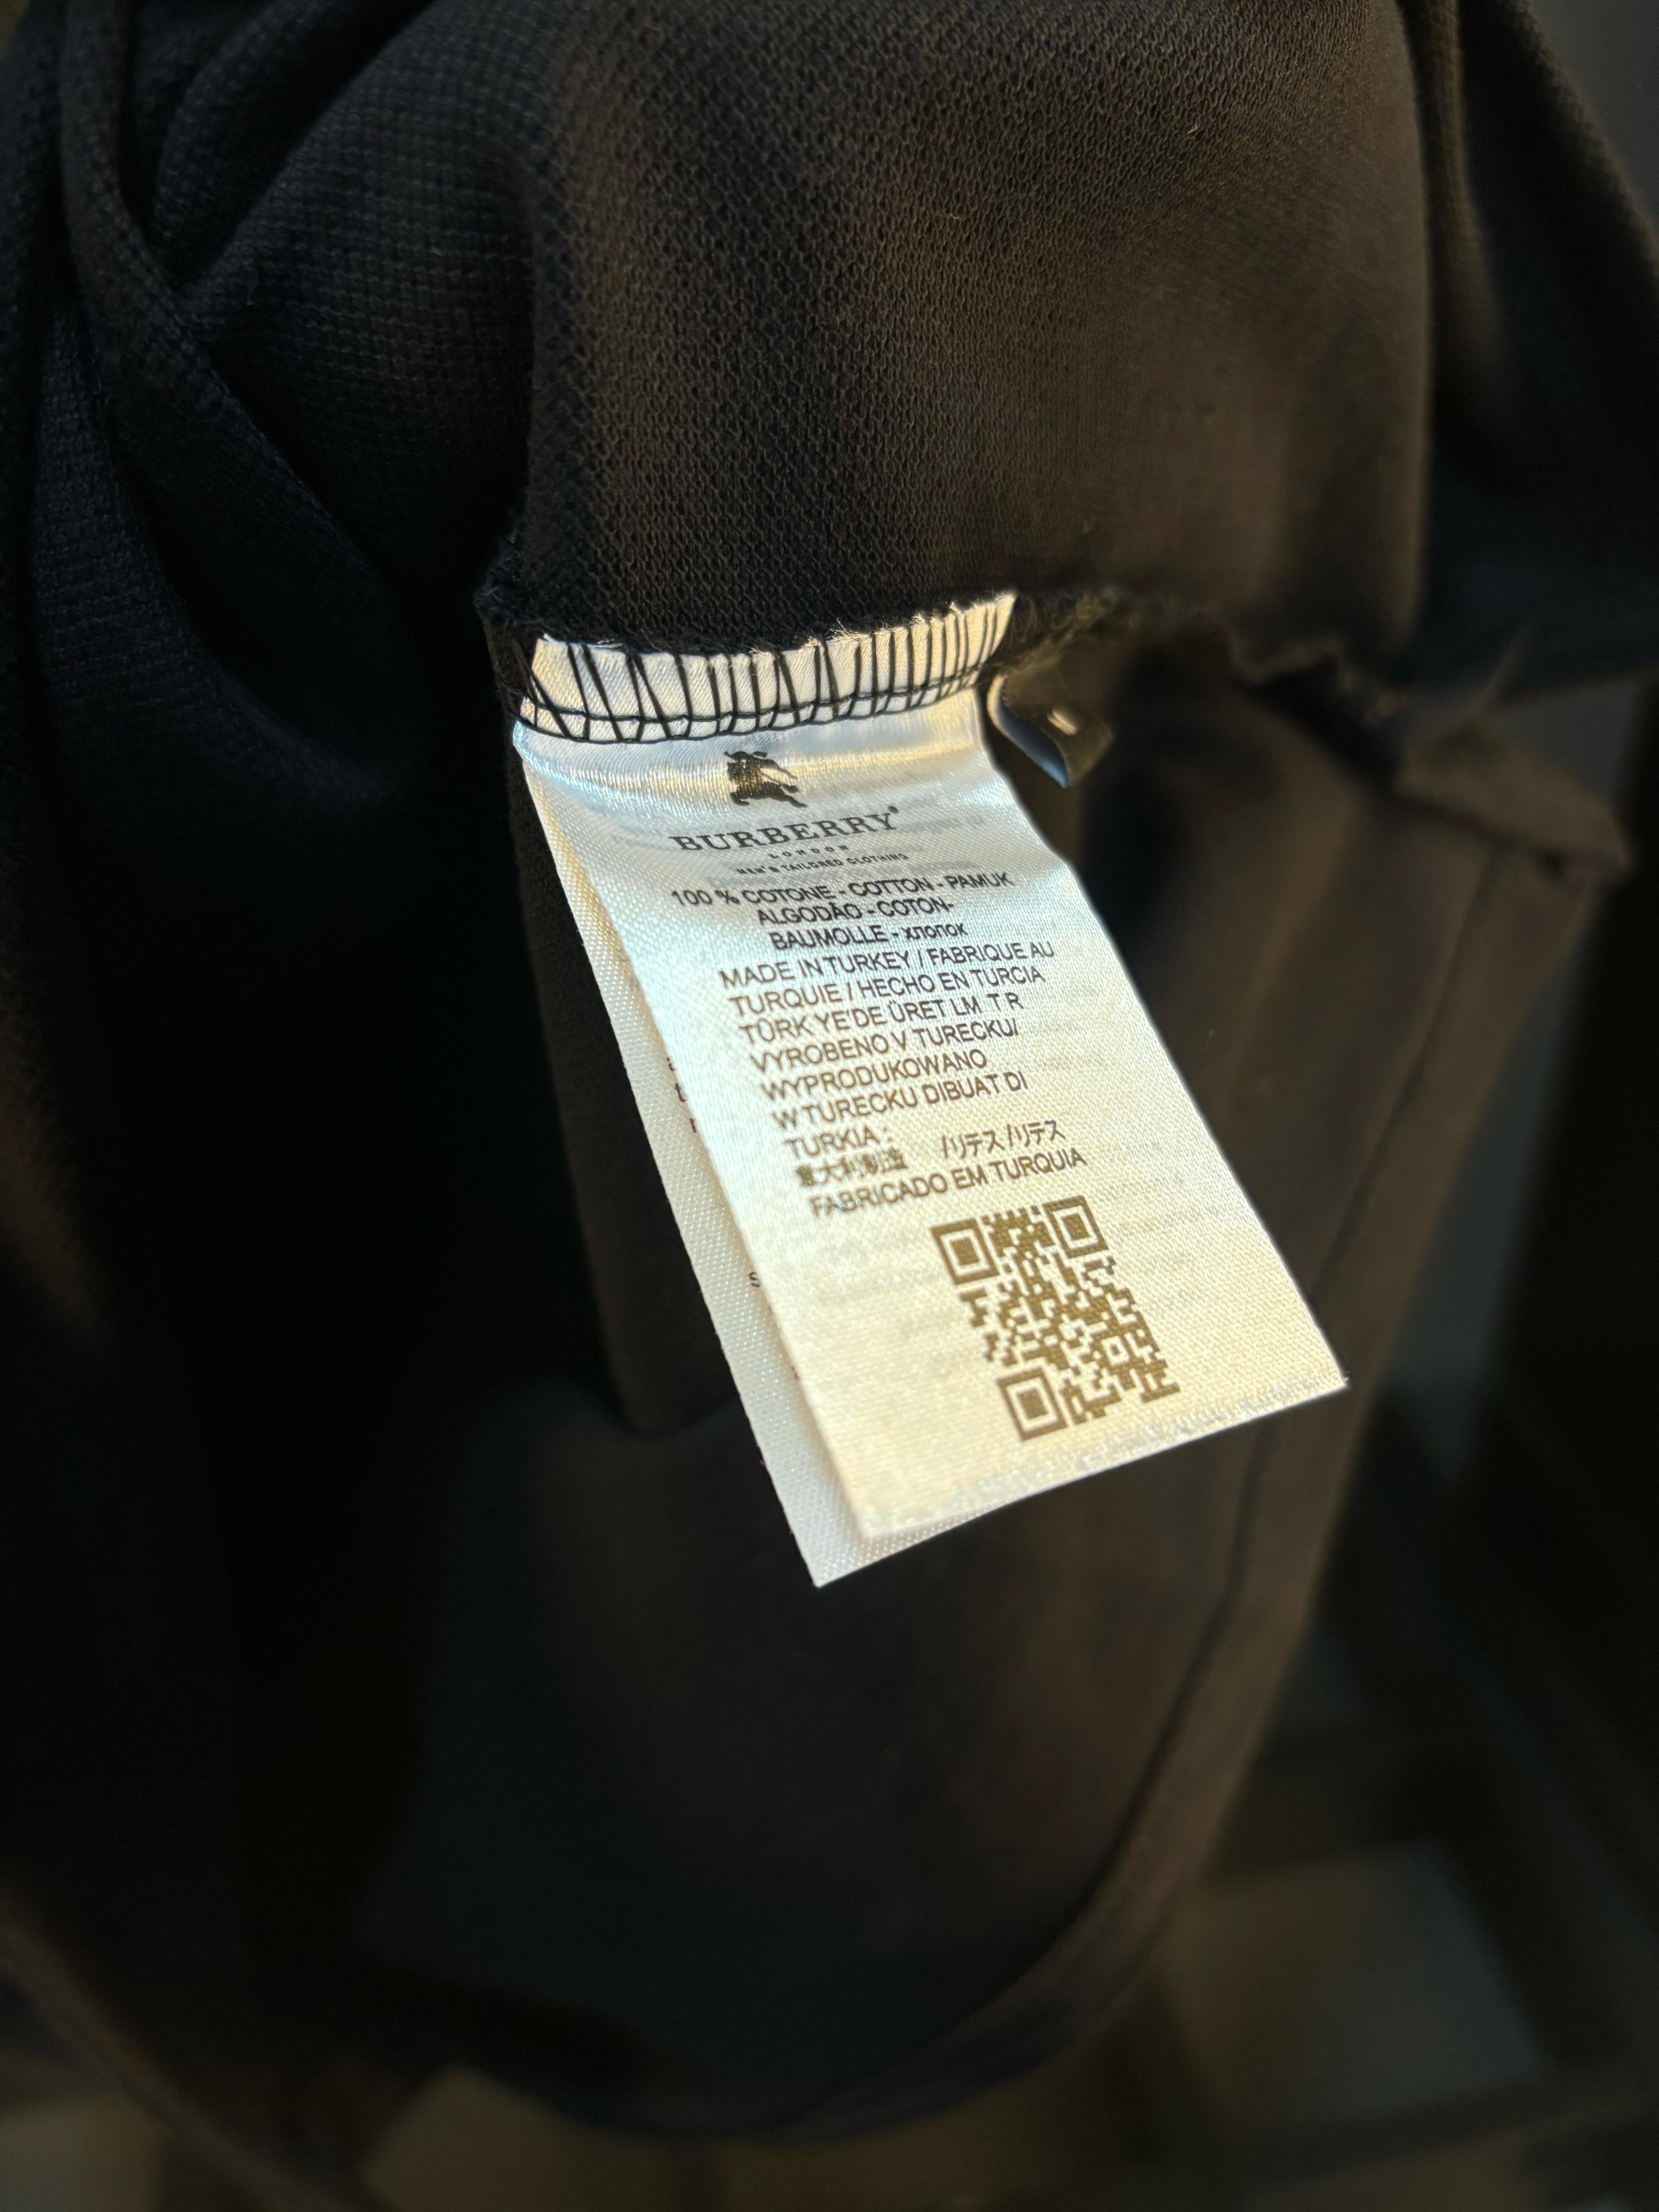 BURBERRY®
LONDON
MEN'S TAILORED CLOTHING
100 % COTONE - COTTON - PAMUK
ALGODÃO - COTON-
BAUMOLLE - хлопок
MADE IN TURKEY / FABRIQUE AU
TURQUIE / HECHO EN TURCIA
TÜRK YE'DE ÜRET LM T R
VYROBENO V TURECKU/
WYPRODUKOWANO
W TURECKU DIBUAT DI
TURKIA :
意大利制造 /リテス/リテス
FABRICADO EM TURQUIA